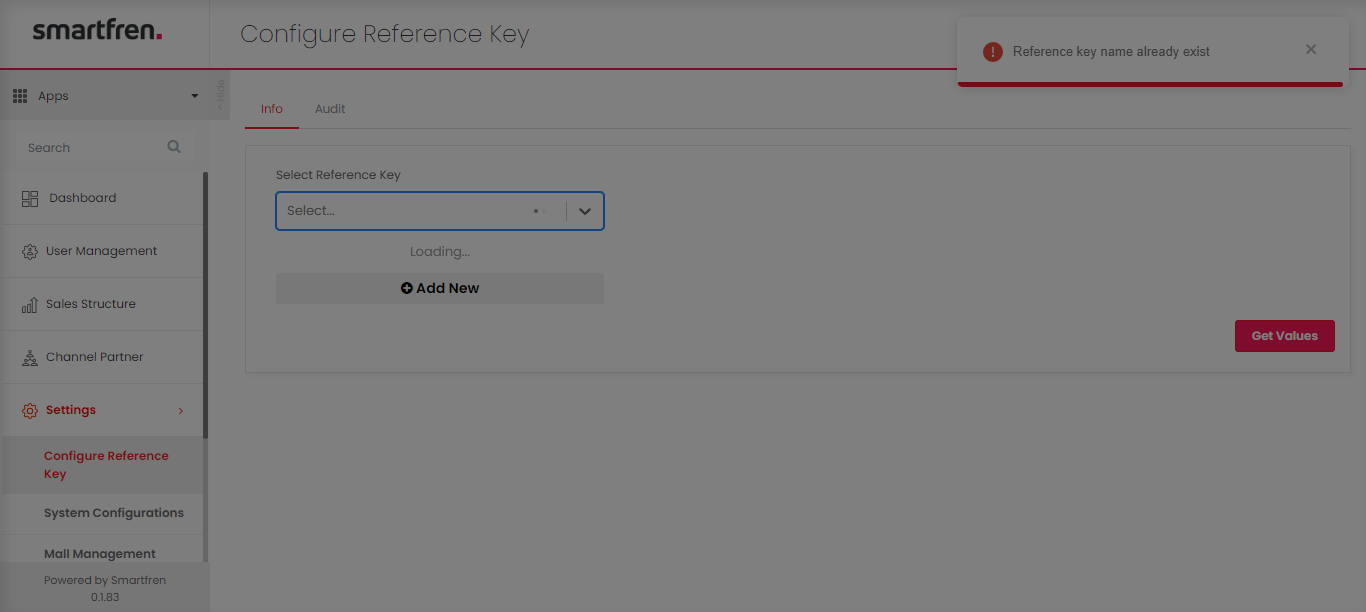 smartfren.
Configure Reference Key
Reference key name already exist
Apps
< Hide
Info
Audit
Search
Select Reference Key
Dashboard
Select...
User Management
Loading...
Add New
Sales Structure
Get Values
Channel Partner
Settings
Configure Reference
Key
System Configurations
Mall Management
Powered by Smartfren
0.1.83